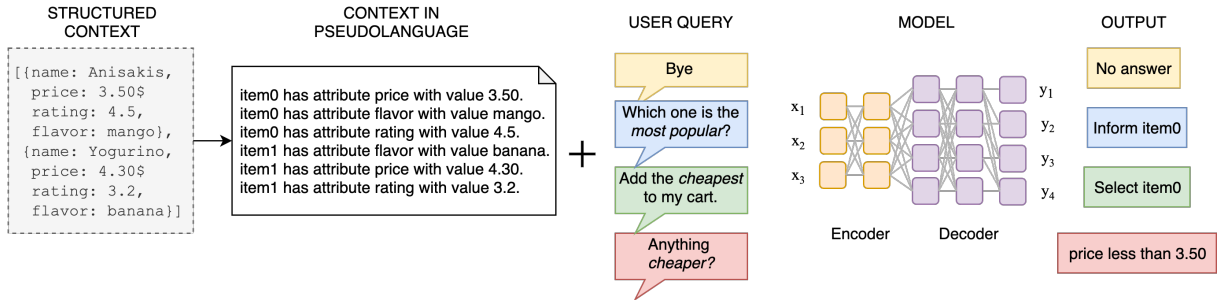 STRUCTURED
CONTEXT
[{name: Anisakis,
price: 3.50$
rating: 4.5,
flavor: mango},
{name: Yogurino,
price: 4.30$
rating: 3.2,
flavor: banana}]
CONTEXT IN
PSEUDOLANGUAGE
item0 has attribute price with value 3.50.
item0 has attribute flavor with value mango.
item0 has attribute rating with value 4.5.
item1 has attribute flavor with value banana.
item1 has attribute price with value 4.30.
item1 has attribute rating with value 3.2.
+
USER QUERY
Bye
Which one is the
most popular?
Add the cheapest
to my cart.
Anything
cheaper?
MODEL
x1
x2
x3
y1
y2
y3
y4
Encoder
Decoder
OUTPUT
No answer
Inform item0
Select item0
price less than 3.50